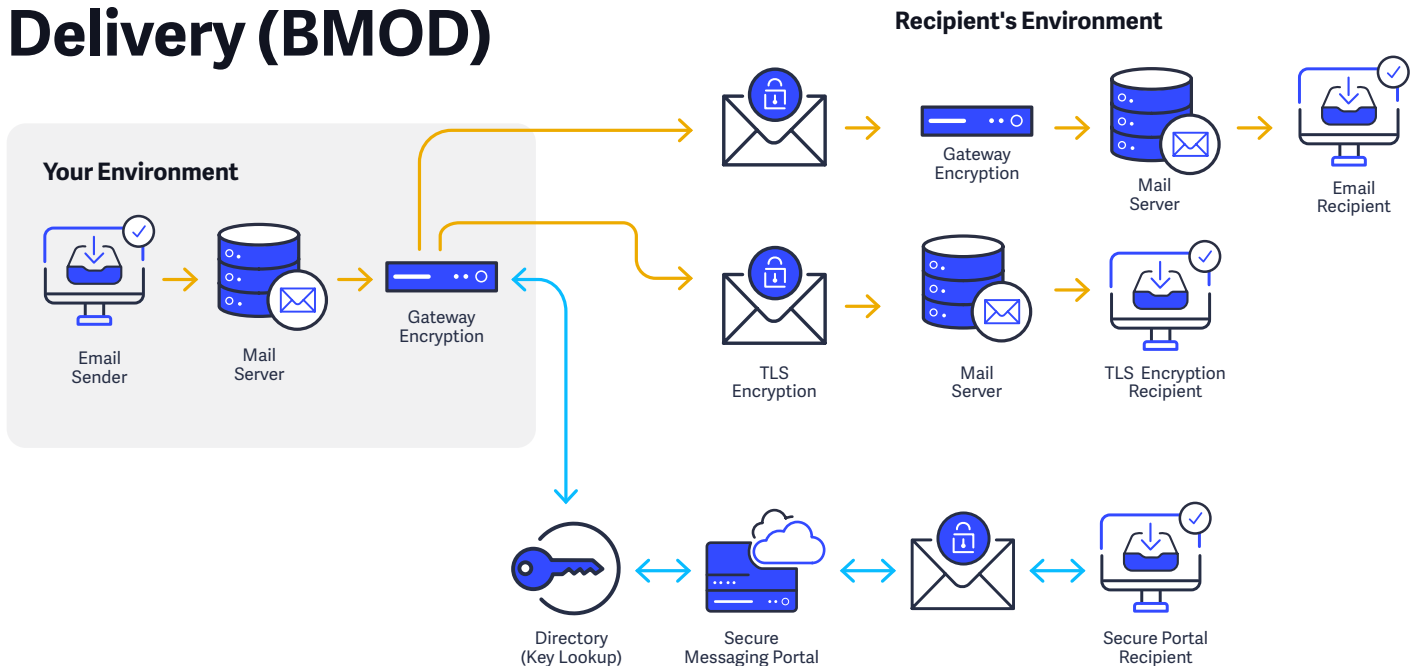 Delivery (BMOD)
Recipient's Environment
Your Environment
Gateway
Encryption
Mail
Server
Email
Recipient
Email
Sender
Mail
Server
Gateway
Encryption
TLS
Encryption
Mail
Server
TLS Encryption
Recipient
Directory
(Key Lookup)
Secure
Messaging Portal
Secure Portal
Recipient